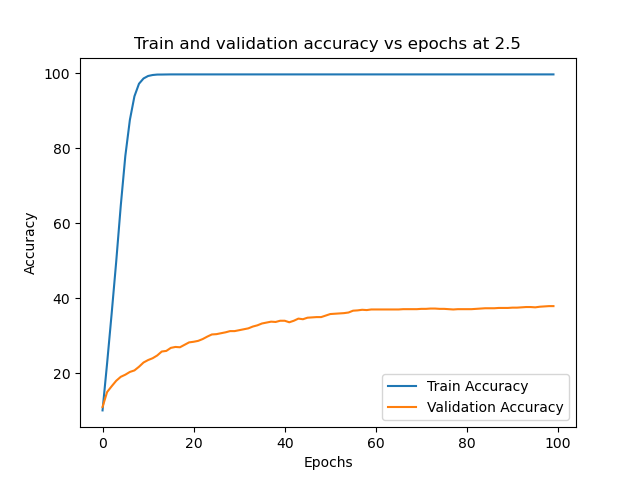 Train and validation accuracy vs epochs at 2.5
Accuracy
100
80
60
40
20
0
20
40
60
80
100
Epochs
Train Accuracy
Validation Accuracy